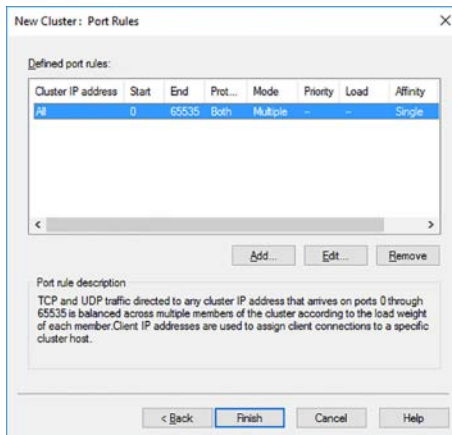 New Cluster: Port Rules
Defined port rules:
Cluster IP address Start End Prot... Mode Priority Load Affinity
All 0 65535 Both Multiple -- -- Single
Add... Edit... Remove
Port rule description
TCP and UDP traffic directed to any cluster IP address that arrives on ports 0 through
65535 is balanced across multiple members of the cluster according to the load weight
of each member.Client IP addresses are used to assign client connections to a specific
cluster host.
< Back Finish Cancel Help